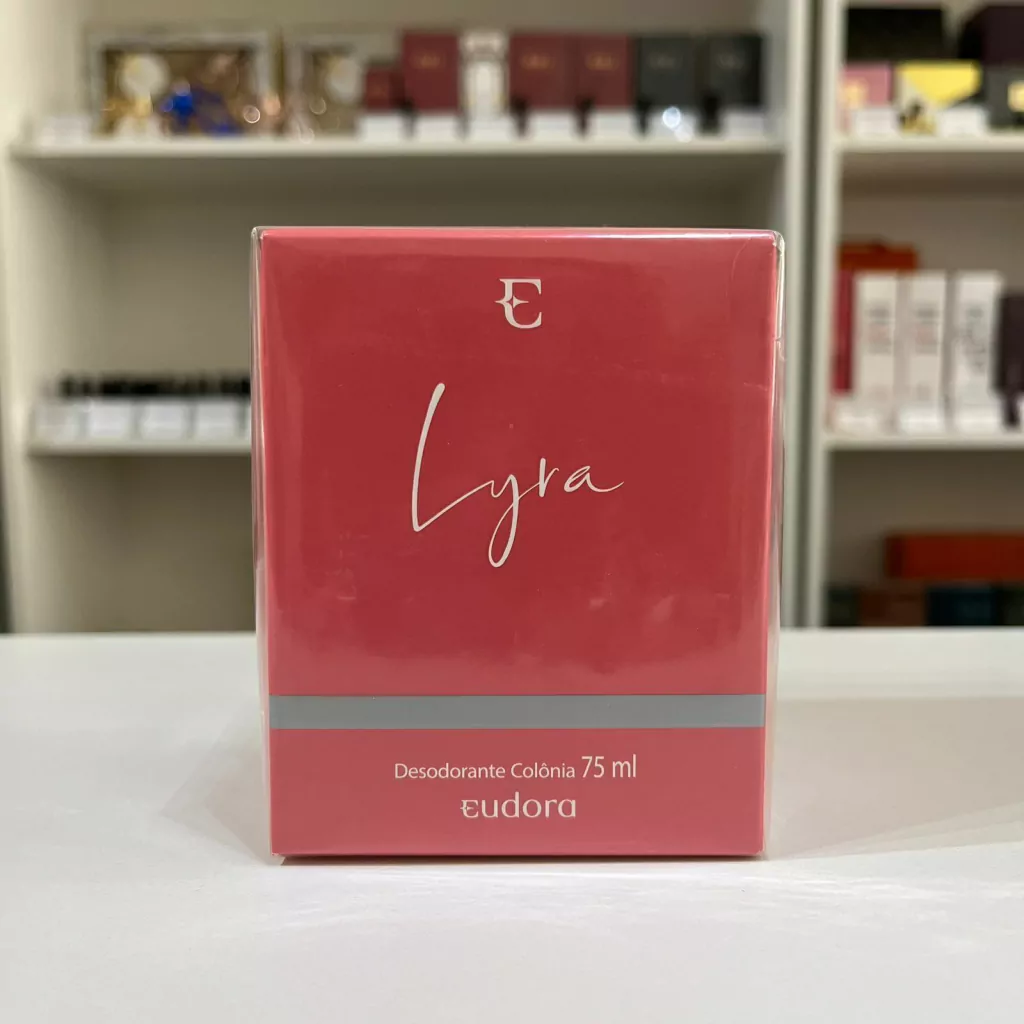 E
Lyra
Desodorante Colônia 75 ml
eudora